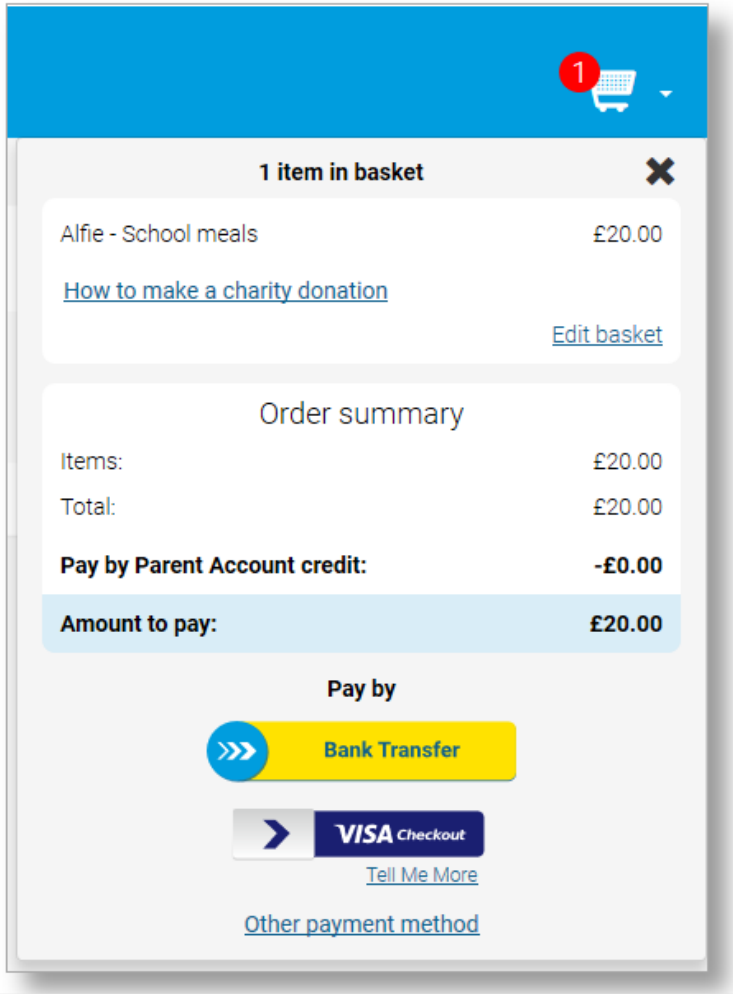 1
1 item in basket
Alfie - School meals £20.00
How to make a charity donation
Edit basket
Order summary
Items: £20.00
Total: £20.00
Pay by Parent Account credit: -£0.00
Amount to pay: £20.00
Pay by
Bank Transfer
VISA Checkout
Tell Me More
Other payment method